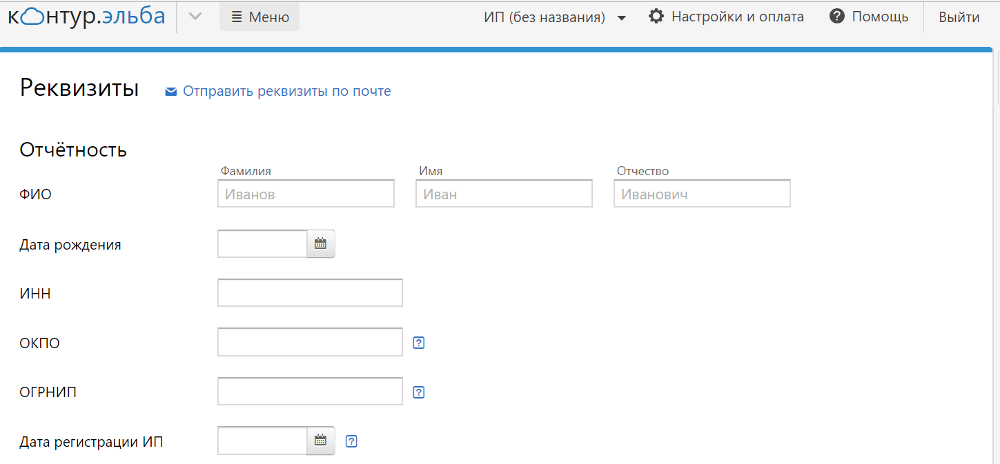 контур.эльба
Меню
ИП (без названия)
Настройки и оплата
? Помощь
Выйти
Реквизиты
Отправить реквизиты по почте
Отчётность
Фамилия Имя Отчество
ФИО Иванов Иван Иванович
Дата рождения
ИНН
ОКПО ?
ОГРНИП ?
Дата регистрации ИП ?